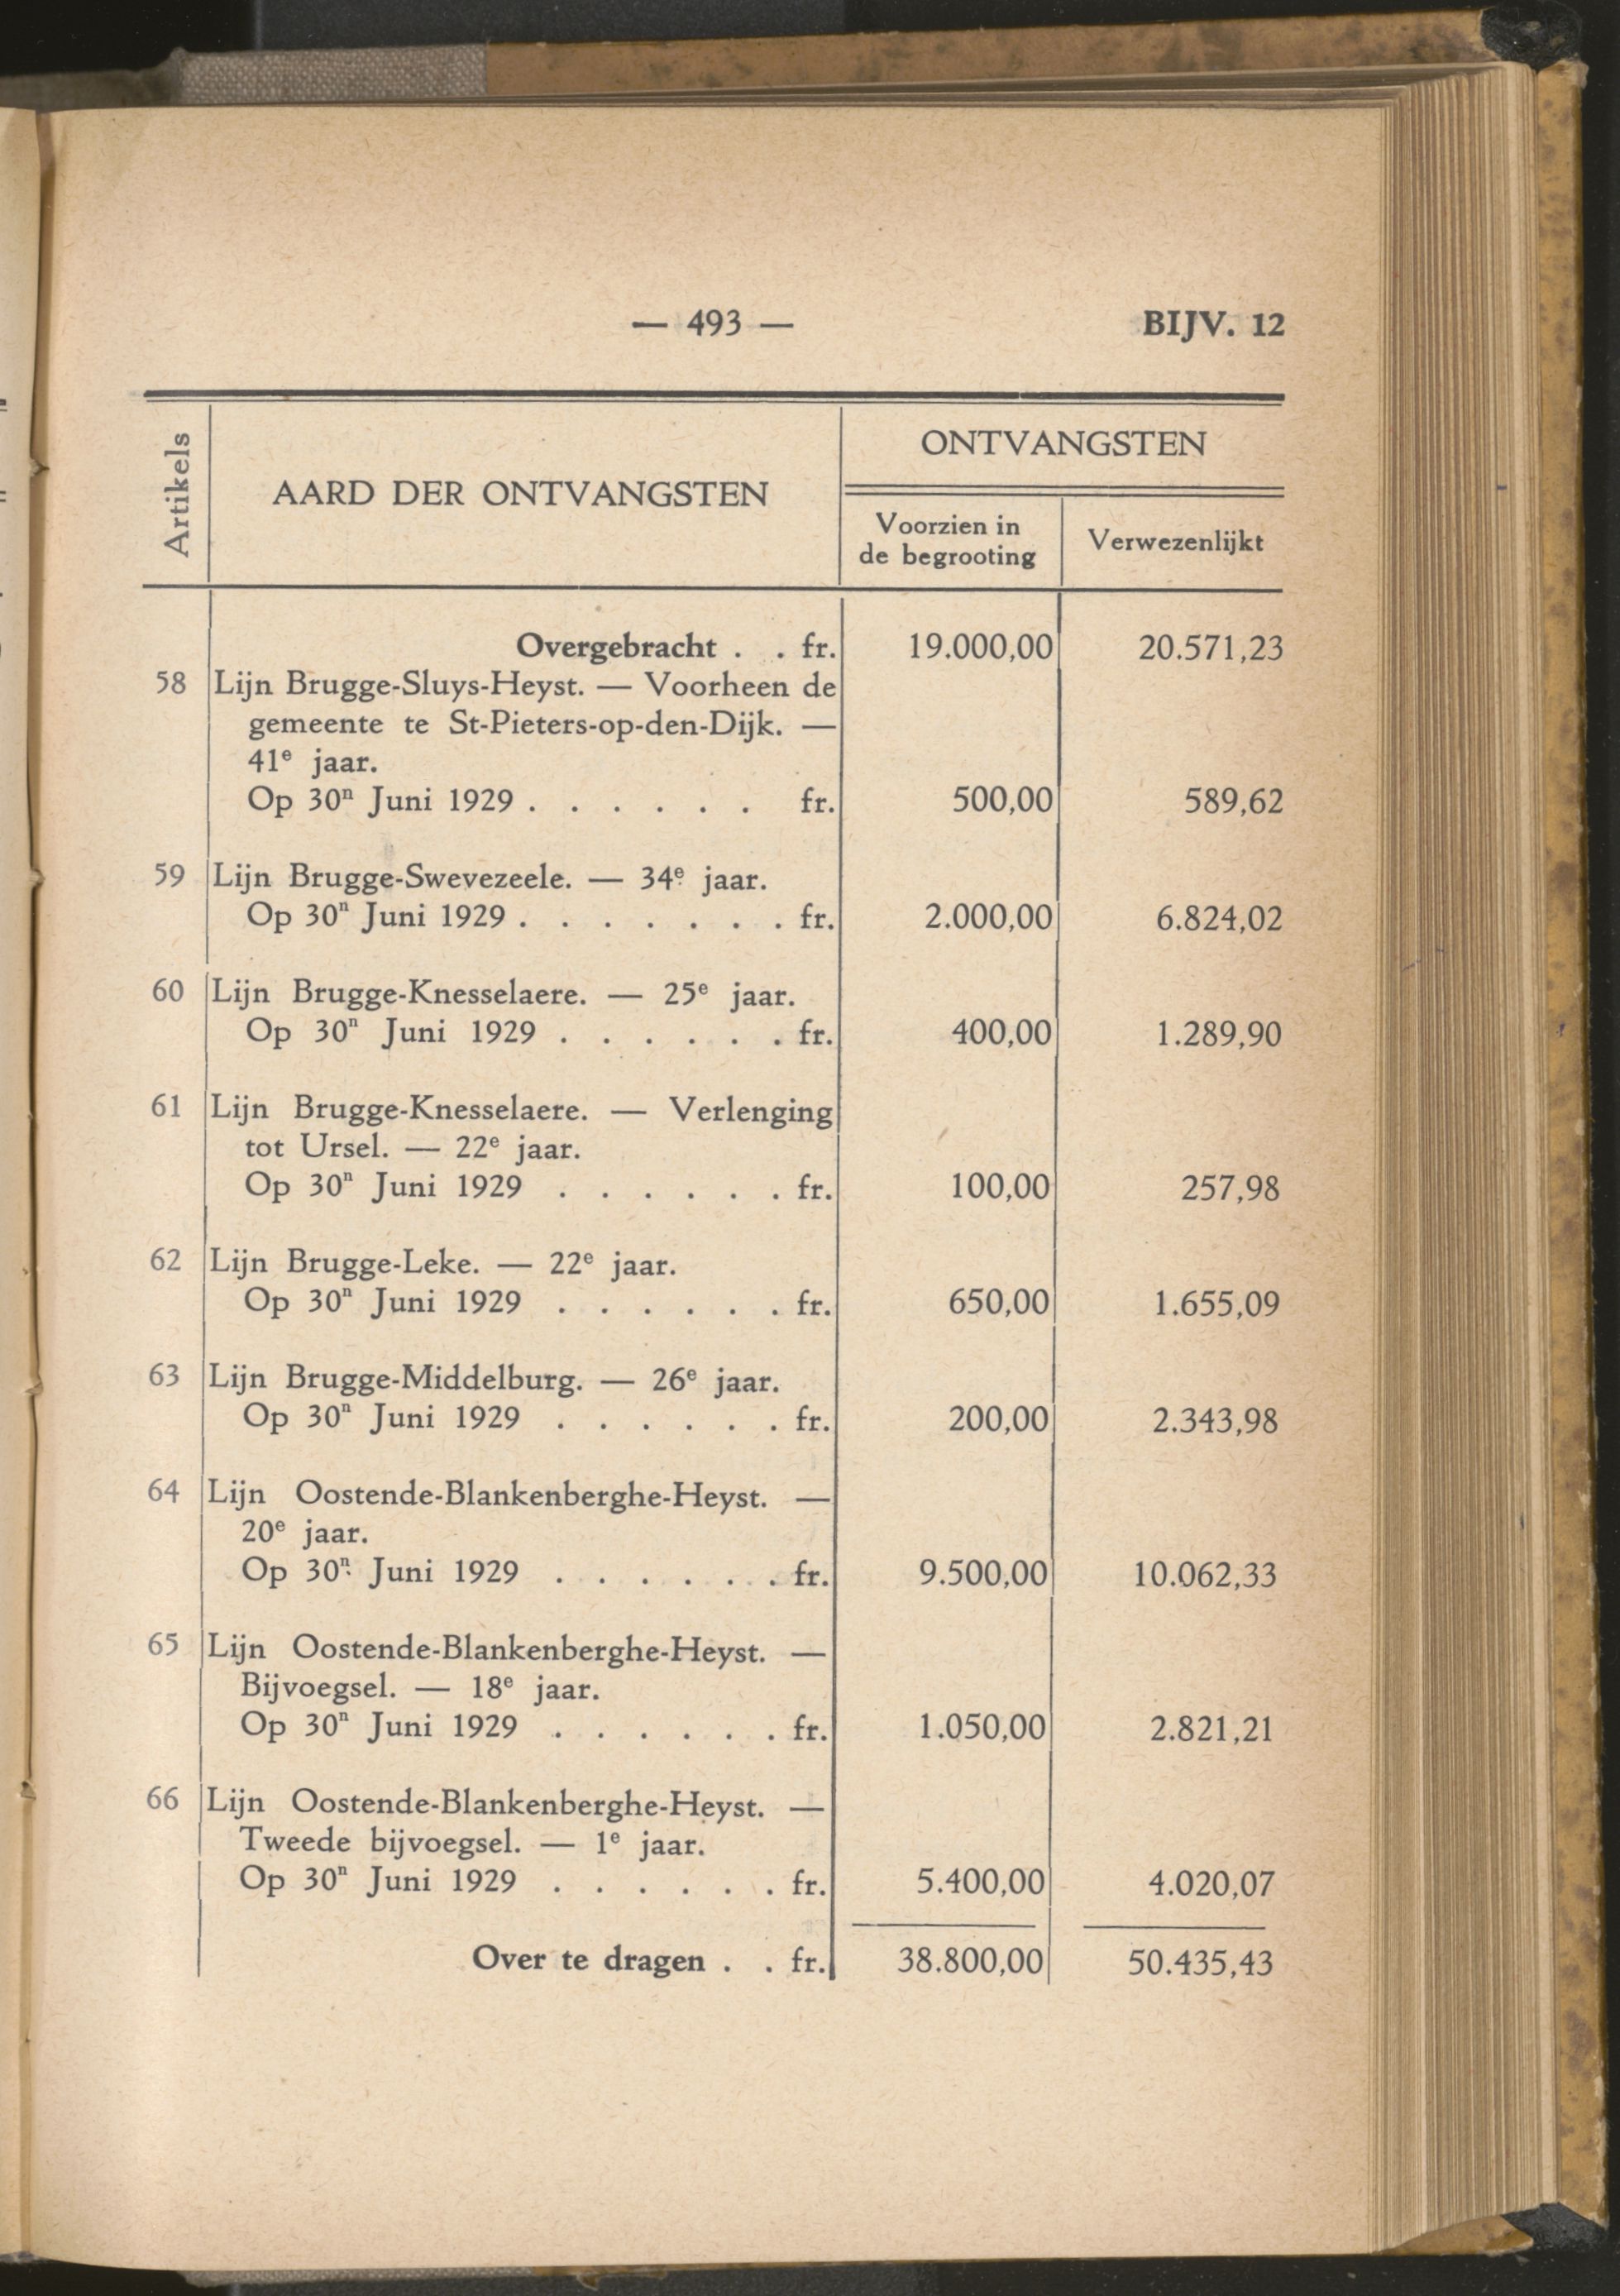 — 493 — BIJV. 12
Artikels
AARD DER ONTVANGSTEN
ONTVANGSTEN
Voorzien in
de begrooting
Verwezenlijkt
Overgebracht . . fr. 19.000,00 20.571,23
58 Lijn Brugge-Sluys-Heyst. — Voorheen de
gemeente te St-Pieters-op-den-Dijk. —
41e jaar.
Op 30n Juni 1929 . . . . . . fr. 500,00 589,62
59 Lijn Brugge-Swevezeele. — 34e jaar.
Op 30n Juni 1929 . . . . . . . fr. 2.000,00 6.824,02
60 Lijn Brugge-Knesselaere. — 25e jaar.
Op 30n Juni 1929 . . . . . . fr. 400,00 1.289,90
61 Lijn Brugge-Knesselaere. — Verlenging
tot Ursel. — 22e jaar.
Op 30n Juni 1929 . . . . . . fr. 100,00 257,98
62 Lijn Brugge-Leke. — 22e jaar.
Op 30n Juni 1929 . . . . . . fr. 650,00 1.655,09
63 Lijn Brugge-Middelburg. — 26e jaar.
Op 30n Juni 1929 . . . . . . fr. 200,00 2.343,98
64 Lijn Oostende-Blankenberghe-Heyst. —
20e jaar.
Op 30n Juni 1929 . . . . . . fr. 9.500,00 10.062,33
65 Lijn Oostende-Blankenberghe-Heyst. —
Bijvoegsel. — 18e jaar.
Op 30n Juni 1929 . . . . . . fr. 1.050,00 2.821,21
66 Lijn Oostende-Blankenberghe-Heyst. —
Tweede bijvoegsel. — 1e jaar.
Op 30n Juni 1929 . . . . . . fr. 5.400,00 4.020,07
Over te dragen . . fr. 38.800,00 50.435,43